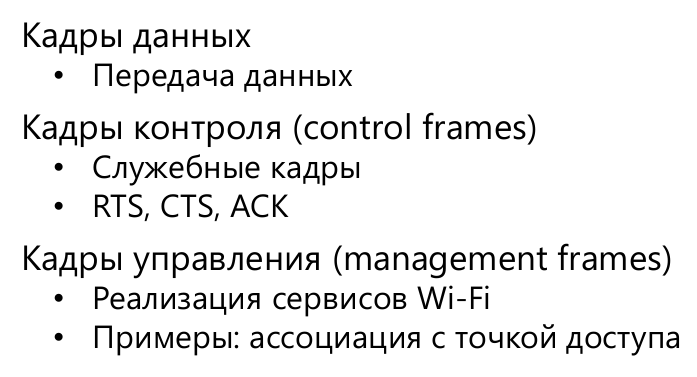 Кадры данных
• Передача данных
Кадры контроля (control frames)
• Служебные кадры
• RTS, CTS, ACK
Кадры управления (management frames)
• Реализация сервисов Wi-Fi
• Примеры: ассоциация с точкой доступа